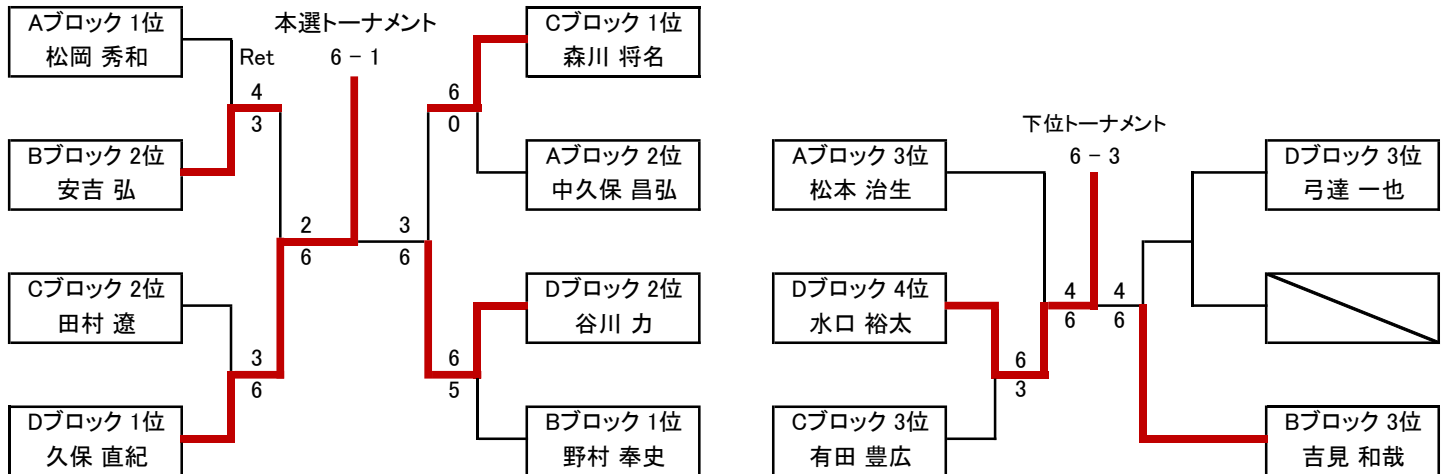 Aブロック 1位
松岡 秀和
Ret
本選トーナメント
6 − 1
Cブロック 1位
森川 将名
4
3
6
0
Bブロック 2位
安吉 弘
Aブロック 2位
中久保 昌弘
2
6
3
6
Cブロック 2位
田村 遼
Dブロック 2位
谷川 力
3
6
6
5
Dブロック 1位
久保 直紀
Bブロック 1位
野村 奉史
下位トーナメント
6 − 3
Aブロック 3位
松本 治生
Dブロック 3位
弓達 一也
Dブロック 4位
水口 裕太
4
6
4
6
6
3
Cブロック 3位
有田 豊広
Bブロック 3位
吉見 和哉